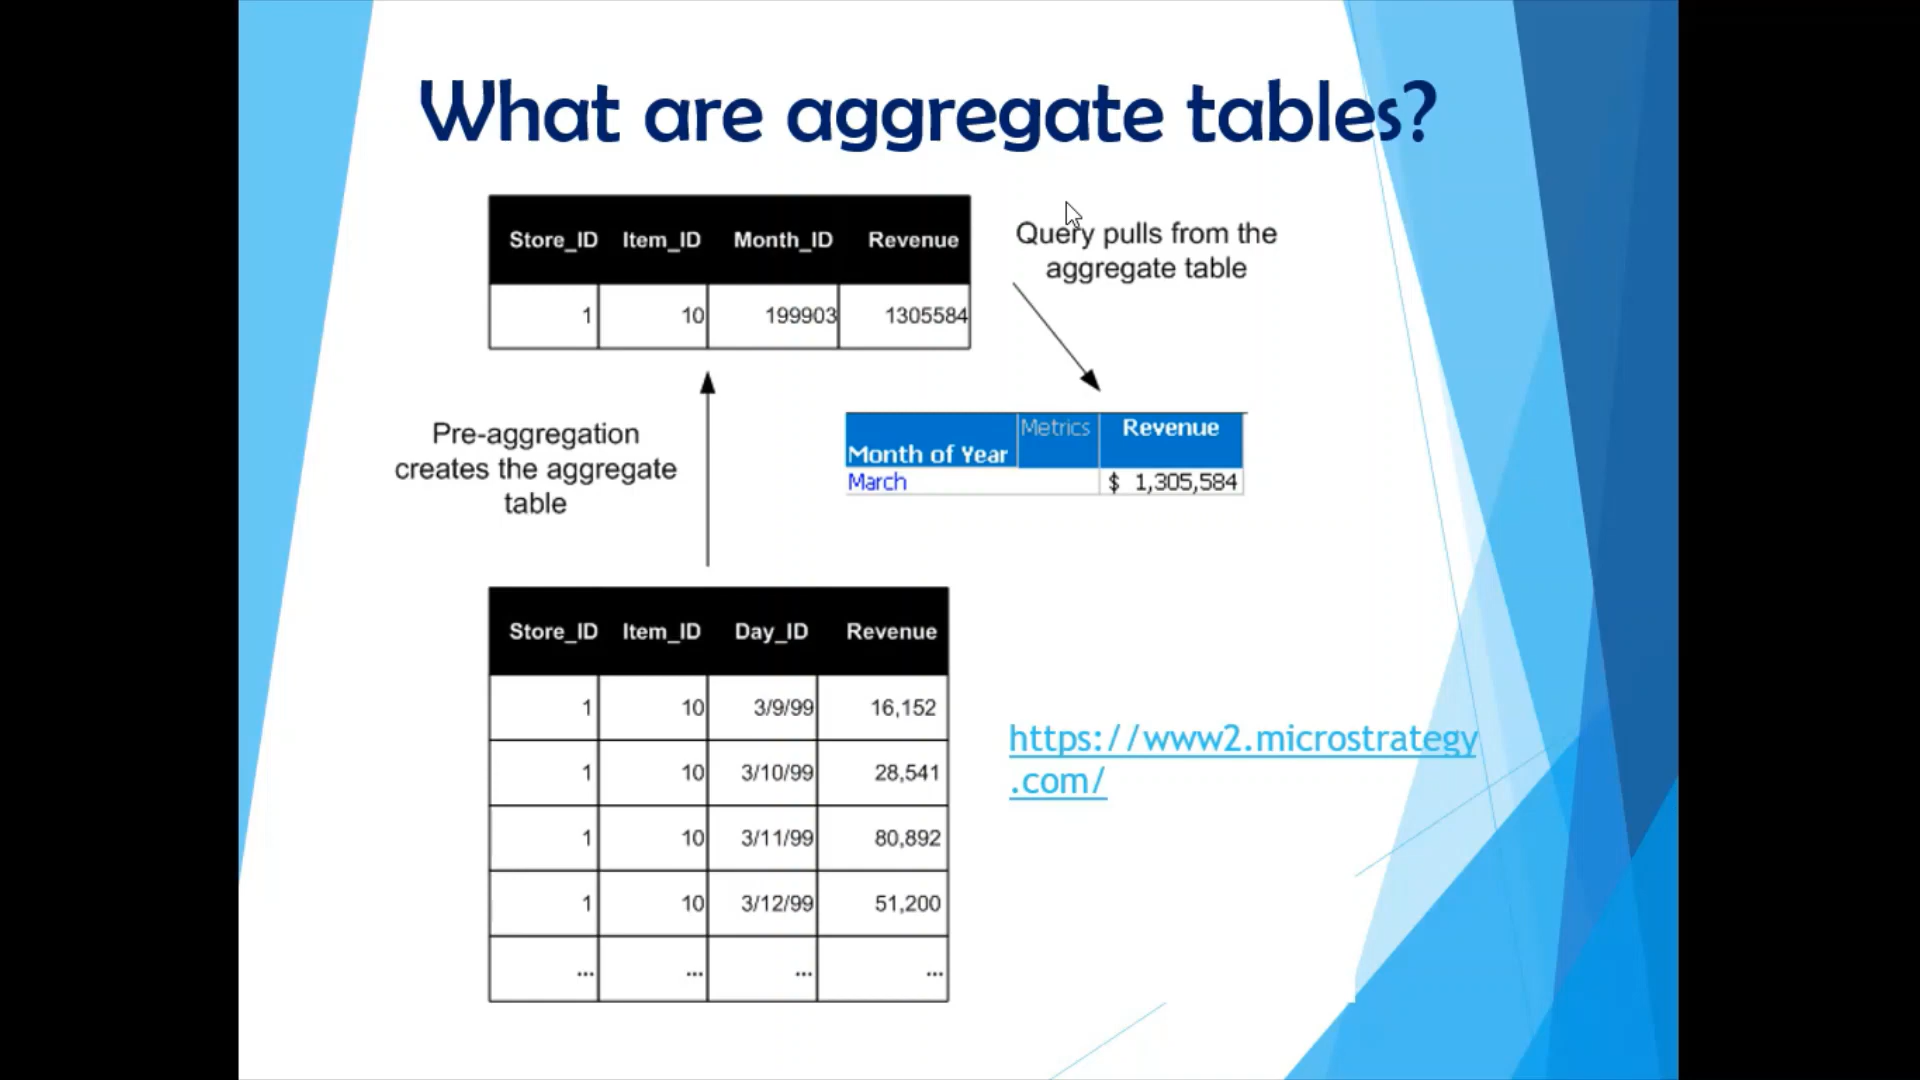 What are aggregate tables?
Store_ID Item_ID Month_ID Revenue
1 10 199903 1305584
Query pulls from the
aggregate table
Pre-aggregation
creates the aggregate
table
Metrics Revenue
Month of Year
March $ 1,305,584
Store_ID Item_ID Day_ID Revenue
1 10 3/9/99 16,152
1 10 3/10/99 28,541
1 10 3/11/99 80,892
1 10 3/12/99 51,200
... ... ... ...
https://www2.microstrategy
.com/